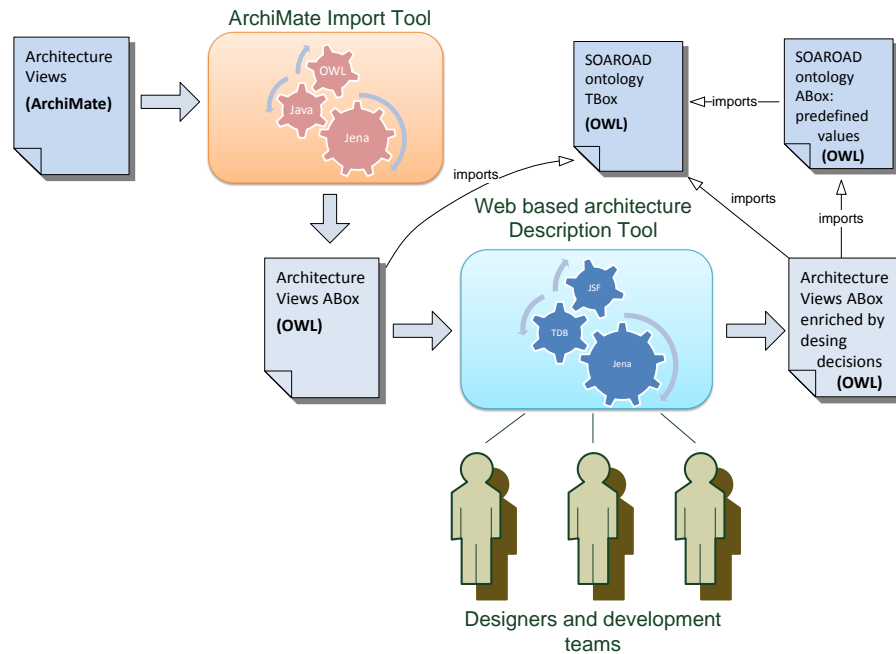 ArchiMate Import Tool
Architecture
Views
(ArchiMate)
OWL
Java
Jena
SOAROAD
ontology
TBox
(OWL)
imports
SOAROAD
ontology
ABox:
predefined
values
(OWL)
imports
imports
imports
Web based architecture
Description Tool
Architecture
Views ABox
(OWL)
JSF
TDB
Jena
Architecture
Views ABox
enriched by
desing
decisions
(OWL)
Designers and development
teams